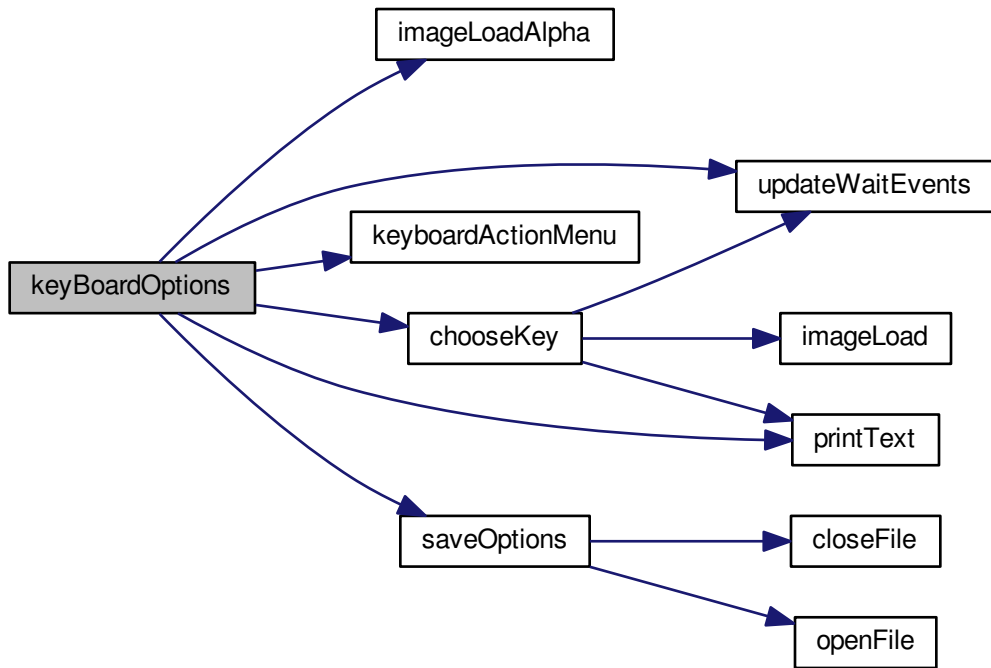 imageLoadAlpha
updateWaitEvents
keyboardActionMenu
keyBoardOptions
chooseKey
imageLoad
printText
saveOptions
closeFile
openFile